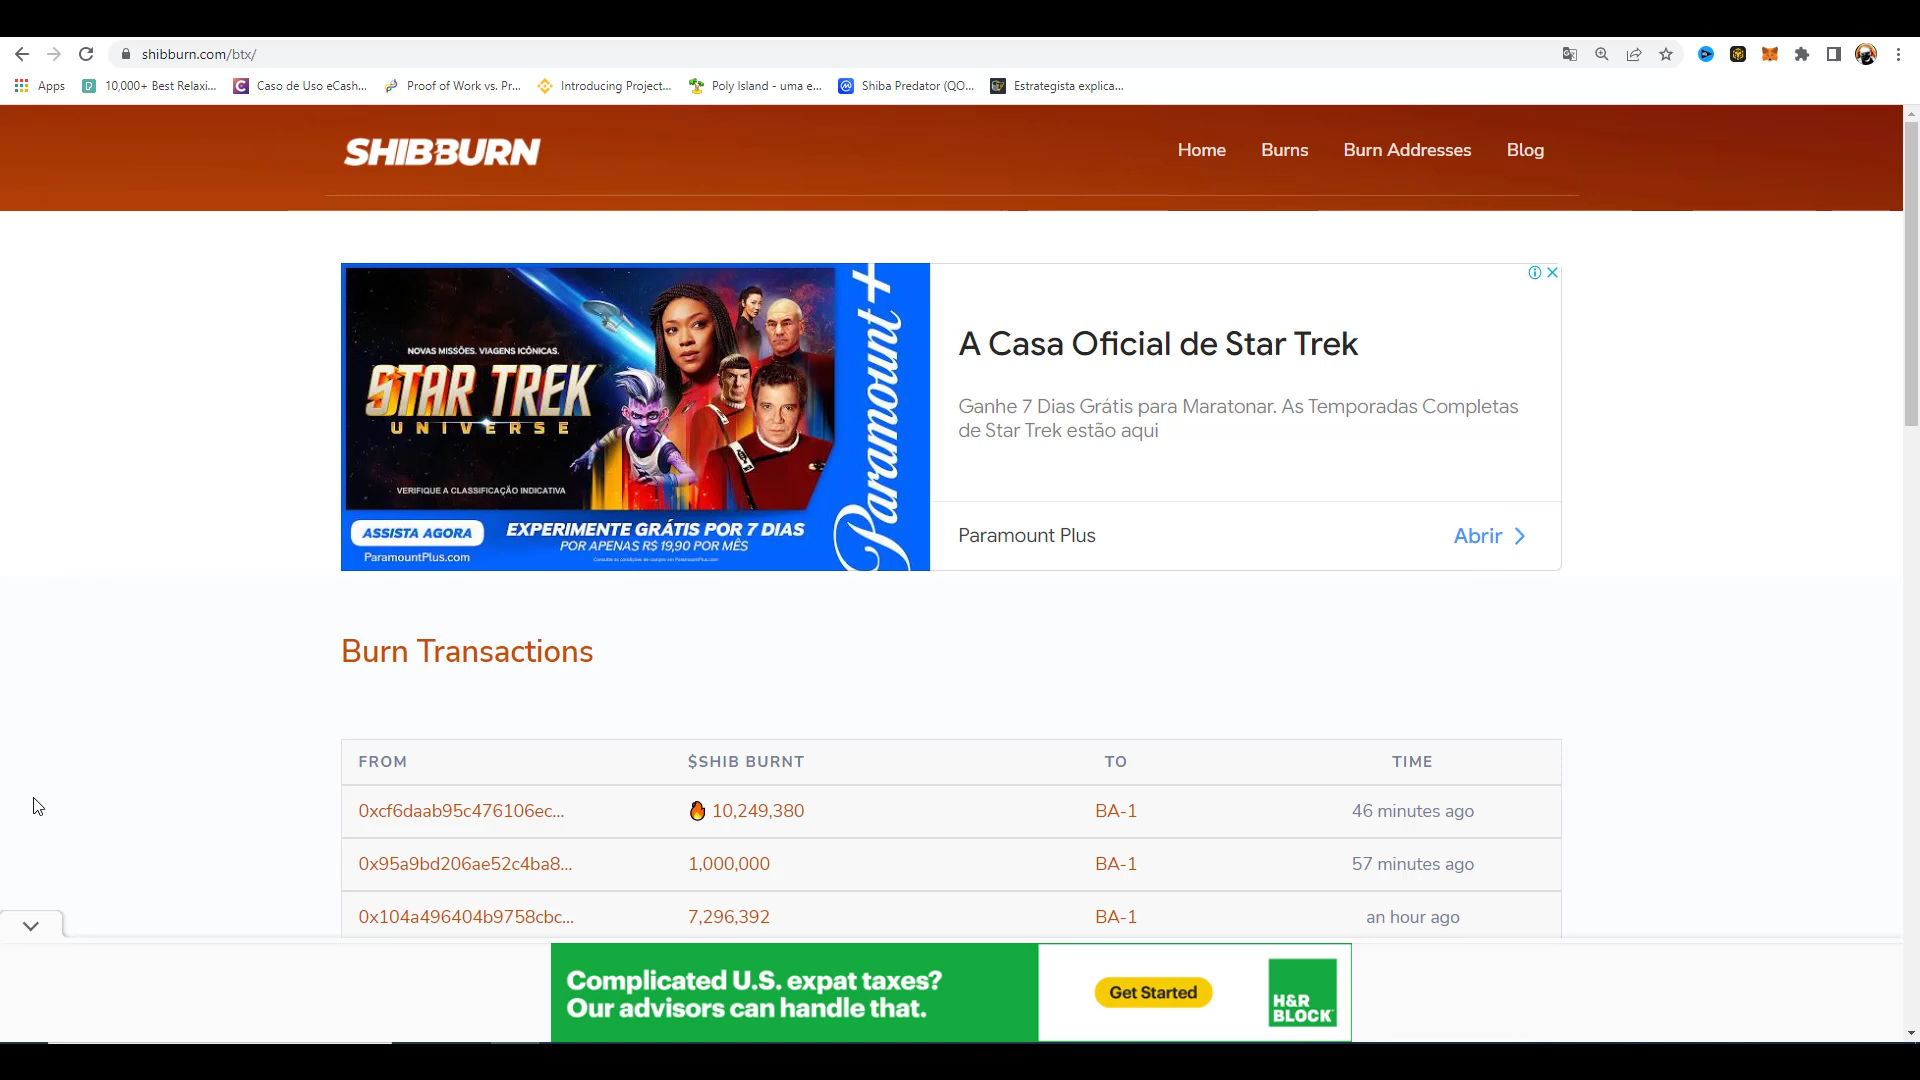 shibburn.com/btx/
Apps
10,000+ Best Relaxi...
Caso de Uso eCash...
Proof of Work vs. Pr...
Introducing Project...
Poly Island - uma e...
Shiba Predator (QO...
Estrategista explica...
SHIBBURN
Home
Burns
Burn Addresses
Blog
NOVAS MISSÕES. VIAGENS ICÔNICAS.
STAR TREK
UNIVERSE
VERIFIQUE A CLASSIFICAÇÃO INDICATIVA
ASSISTA AGORA
ParamountPlus.com
EXPERIMENTE GRÁTIS POR 7 DIAS
POR APENAS R$ 19,90 POR MÊS
Paramount+
A Casa Oficial de Star Trek
Ganhe 7 Dias Grátis para Maratonar. As Temporadas Completas
de Star Trek estão aqui
Paramount Plus
Abrir
Burn Transactions
FROM $SHIB BURNT TO TIME
0xcf6daab95c476106ec... 10,249,380 BA-1 46 minutes ago
0x95a9bd206ae52c4ba8... 1,000,000 BA-1 57 minutes ago
0x104a496404b9758cbc... 7,296,392 BA-1 an hour ago
Complicated U.S. expat taxes?
Our advisors can handle that.
Get Started
H&R
BLOCK